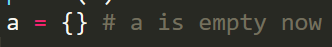 a = {} # a is empty now